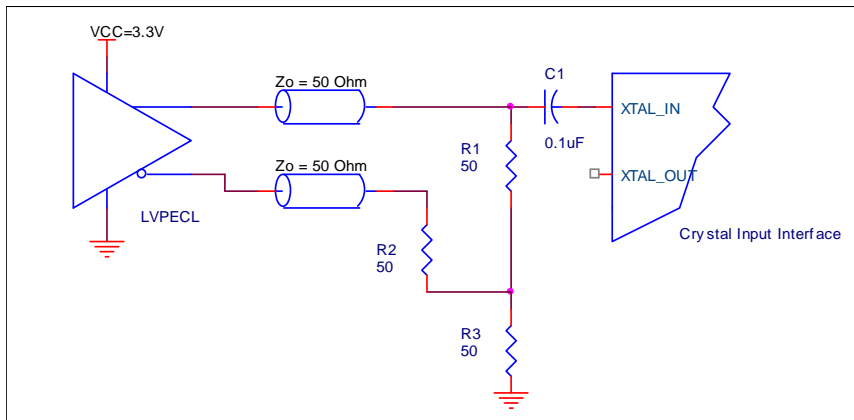 VCC=3.3V
Zo = 50 Ohm
C1
0.1uF
XTAL_IN
R1
50
Zo = 50 Ohm
XTAL_OUT
LVPECL
Crystal Input Interface
R2
50
R3
50